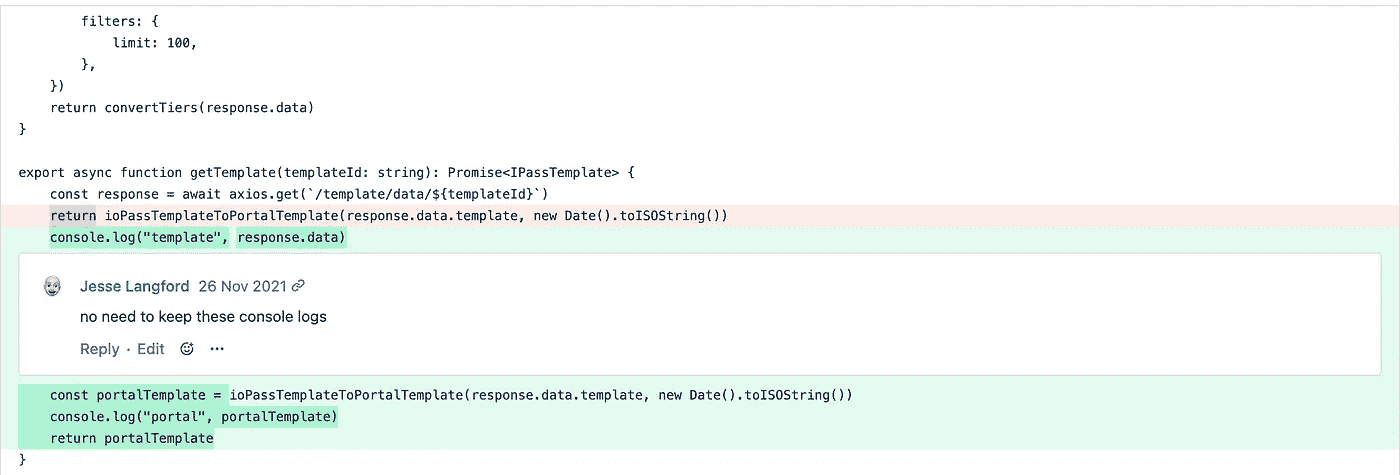 filters: {
limit: 100,
},
})
return convertTiers(response.data)
}
export async function getTemplate(templateId: string): Promise<IPassTemplate> {
const response = await axios.get(`/template/data/${templateId}`)
return ioPassTemplateToPortalTemplate(response.data.template, new Date().toISOString())
console.log("template", response.data)
Jesse Langford 26 Nov 2021
no need to keep these console logs
Reply · Edit ···
const portalTemplate = ioPassTemplateToPortalTemplate(response.data.template, new Date().toISOString())
console.log("portal", portalTemplate)
return portalTemplate
}